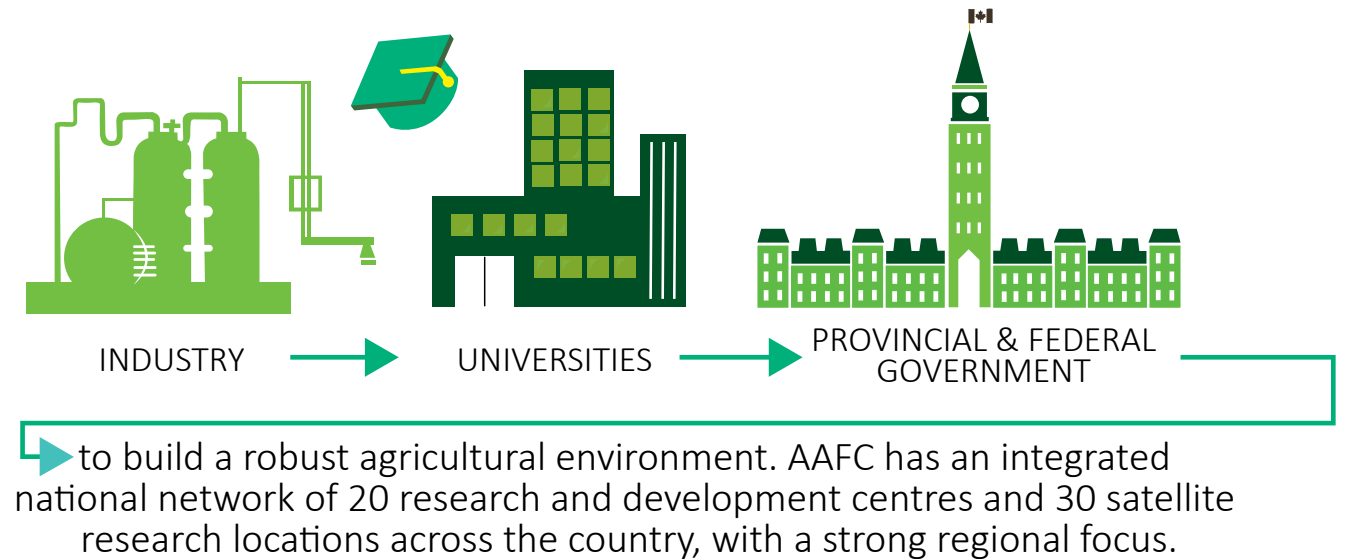 INDUSTRY
UNIVERSITIES
PROVINCIAL & FEDERAL
GOVERNMENT
to build a robust agricultural environment. AAFC has an integrated
national network of 20 research and development centres and 30 satellite
research locations across the country, with a strong regional focus.